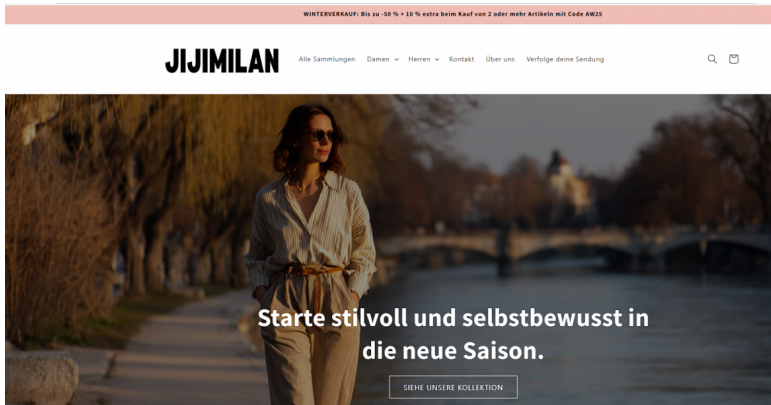 WINTERVERKAUF: Bis zu -50 % + 10 % extra beim Kauf von 2 oder mehr Artikeln mit Code AW25
JIJIMILAN
Alle Sammlungen Damen Herren Kontakt Über uns Verfolge deine Sendung
Starte stilvoll und selbstbewusst in
die neue Saison.
SIEHE UNSERE KOLLEKTION